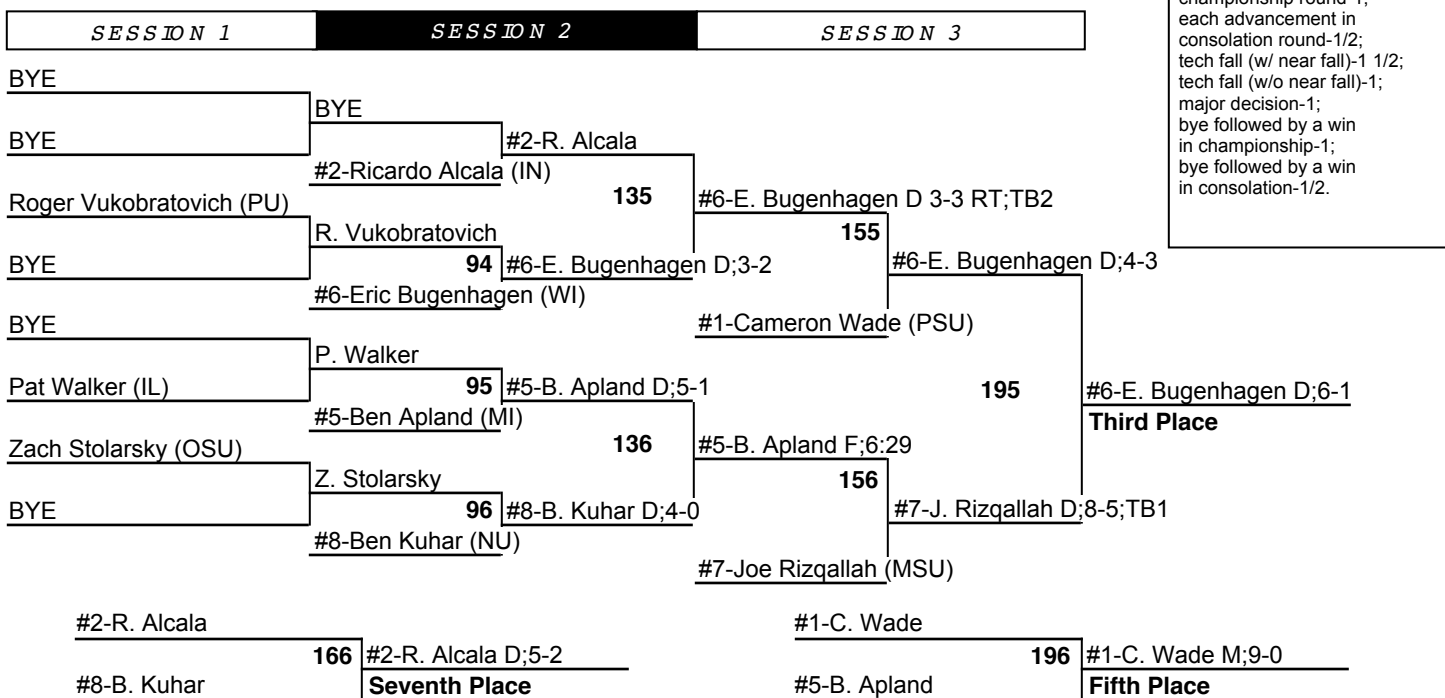 championship round-1;
each advancement in
consolation round-1/2;
tech fall (w/ near fall)-1 1/2;
tech fall (w/o near fall)-1;
major decision-1;
bye followed by a win
in championship-1;
bye followed by a win
in consolation-1/2.
SESSION 1 SESSION 2 SESSION 3
BYE
BYE
BYE
#2-R. Alcala
#2-Ricardo Alcala (IN)
135
Roger Vukobratovich (PU)
#6-E. Bugenhagen D 3-3 RT;TB2
R. Vukobratovich
155
BYE
94 #6-E. Bugenhagen D;3-2
#6-E. Bugenhagen D;4-3
#6-Eric Bugenhagen (WI)
BYE
#1-Cameron Wade (PSU)
P. Walker
Pat Walker (IL)
95 #5-B. Apland D;5-1
195
#6-E. Bugenhagen D;6-1
#5-Ben Apland (MI)
Third Place
Zach Stolarsky (OSU)
136
#5-B. Apland F;6:29
Z. Stolarsky
156
BYE
96 #8-B. Kuhar D;4-0
#7-J. Rizqallah D;8-5;TB1
#8-Ben Kuhar (NU)
#7-Joe Rizqallah (MSU)
#2-R. Alcala
166 #2-R. Alcala D;5-2
#8-B. Kuhar
Seventh Place
#1-C. Wade
196 #1-C. Wade M;9-0
#5-B. Apland
Fifth Place